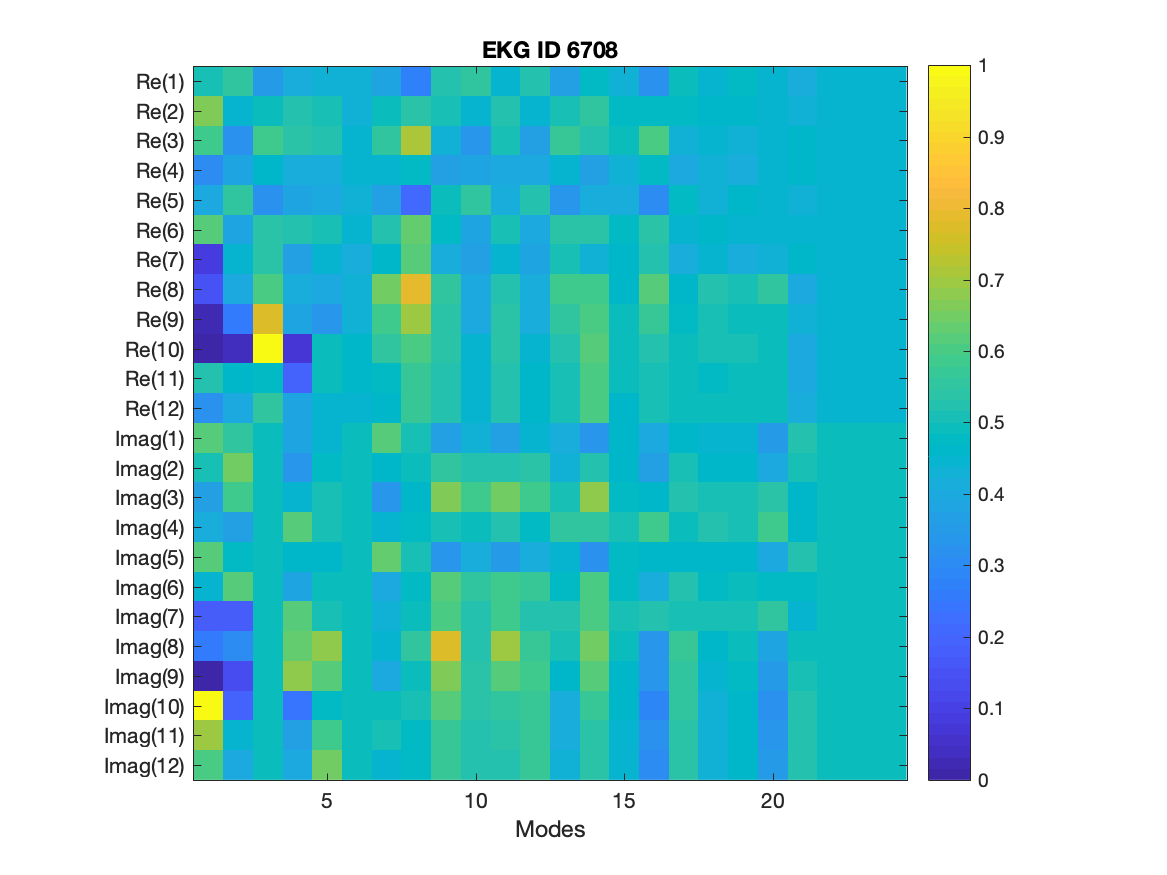 EKG ID 6708
Re(1)
Re(2)
Re(3)
Re(4)
Re(5)
Re(6)
Re(7)
Re(8)
Re(9)
Re(10)
Re(11)
Re(12)
Imag(1)
Imag(2)
Imag(3)
Imag(4)
Imag(5)
Imag(6)
Imag(7)
Imag(8)
Imag(9)
Imag(10)
Imag(11)
Imag(12)
5 10 15 20
Modes
1
0.9
0.8
0.7
0.6
0.5
0.4
0.3
0.2
0.1
0